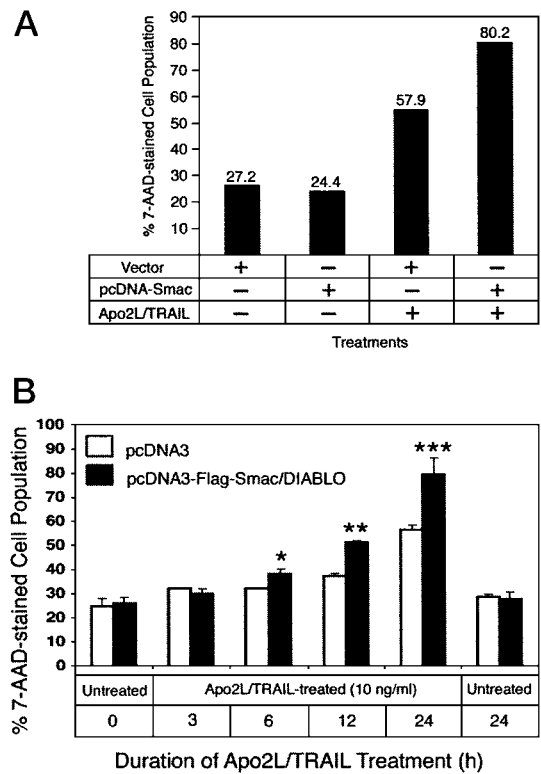 A
% 7-AAD-stained Cell Population
90
80
70
60
50
40
30
20
10
27.2
24.4
57.9
80.2
Vector + − + −
pcDNA-Smac − + − +
Apo2L/TRAIL − − + +
Treatments
B
% 7-AAD-stained Cell Population
100
90
80
70
60
50
40
30
20
10
0
pcDNA3
pcDNA3-Flag-Smac/DIABLO
*
**
***
Untreated Apo2L/TRAIL-treated (10 ng/ml) Untreated
0 3 6 12 24 24
Duration of Apo2L/TRAIL Treatment (h)